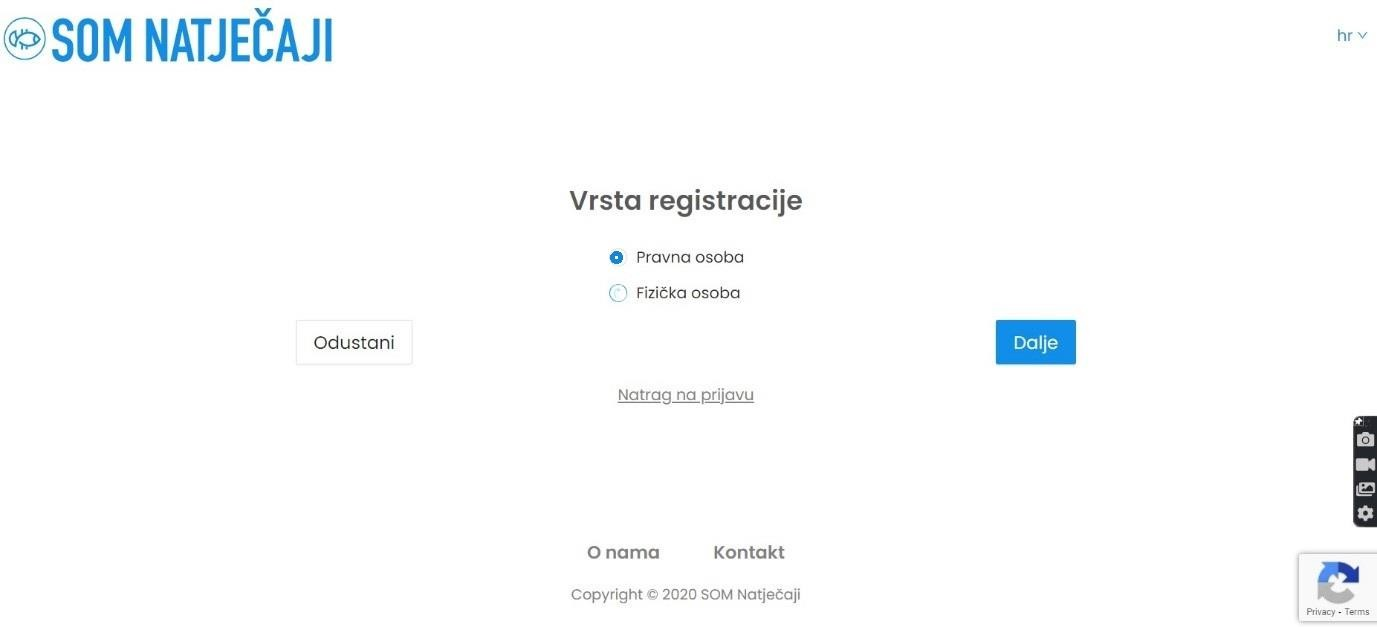 SOM NATJEČAJI
hr
Vrsta registracije
Pravna osoba
Fizička osoba
Odustani
Dalje
Natrag na prijavu
O nama
Kontakt
Copyright © 2020 SOM Natječaji
Privacy - Terms